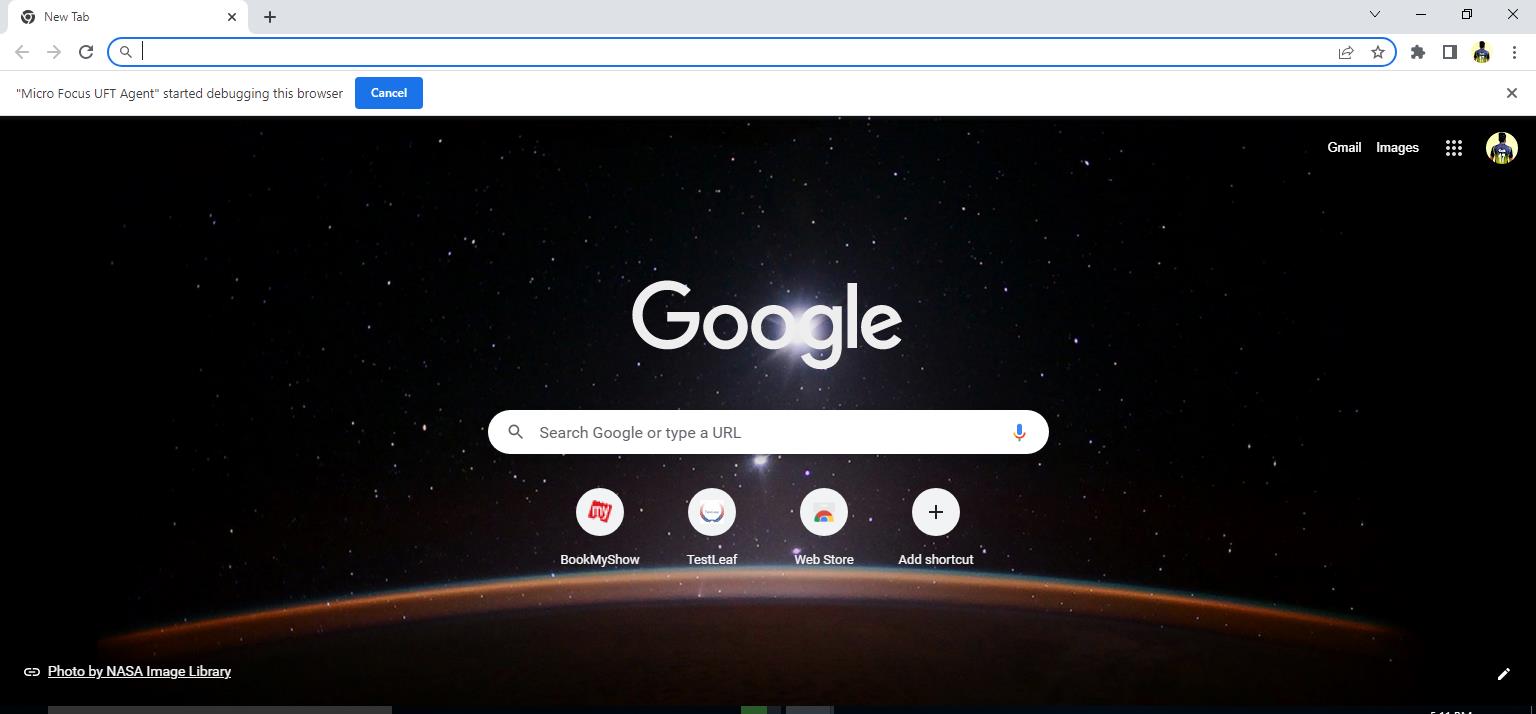 New Tab
"Micro Focus UFT Agent" started debugging this browser Cancel
Gmail Images
Google
Search Google or type a URL
my
BookMyShow TestLeaf Web Store Add shortcut
Photo by NASA Image Library